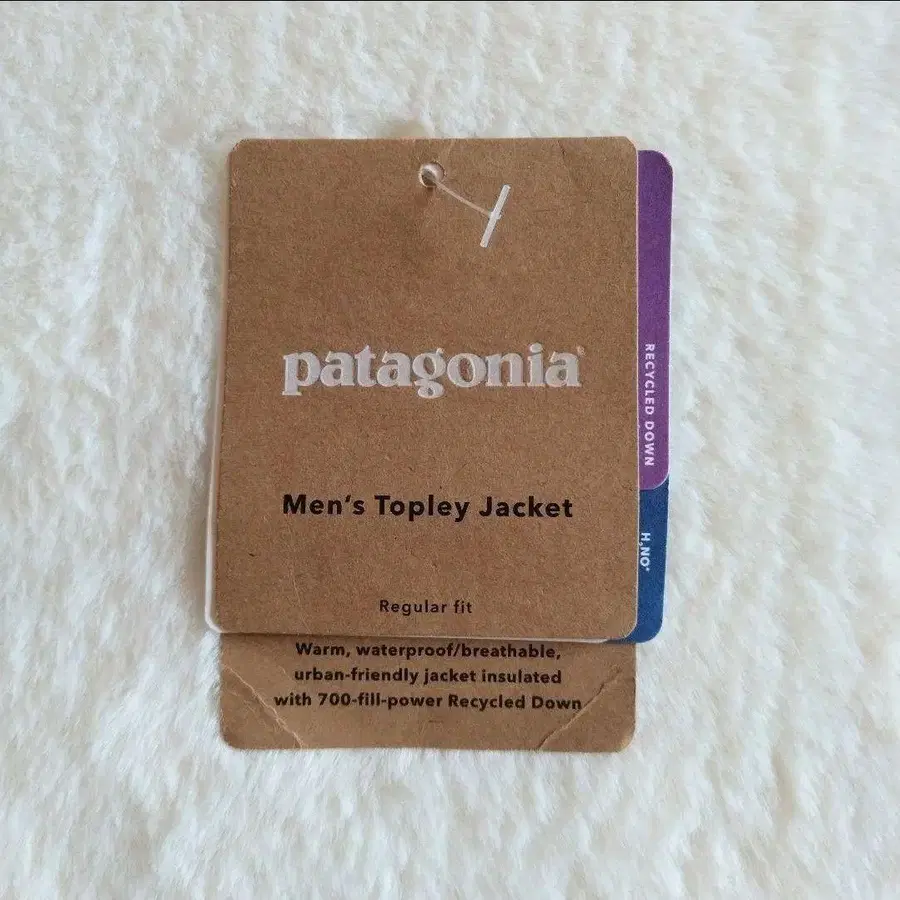 patagonia®
Men's Topley Jacket
Regular fit
Warm, waterproof/breathable,
urban-friendly jacket insulated
with 700-fill-power Recycled Down
RECYCLED DOWN
H₂NO®